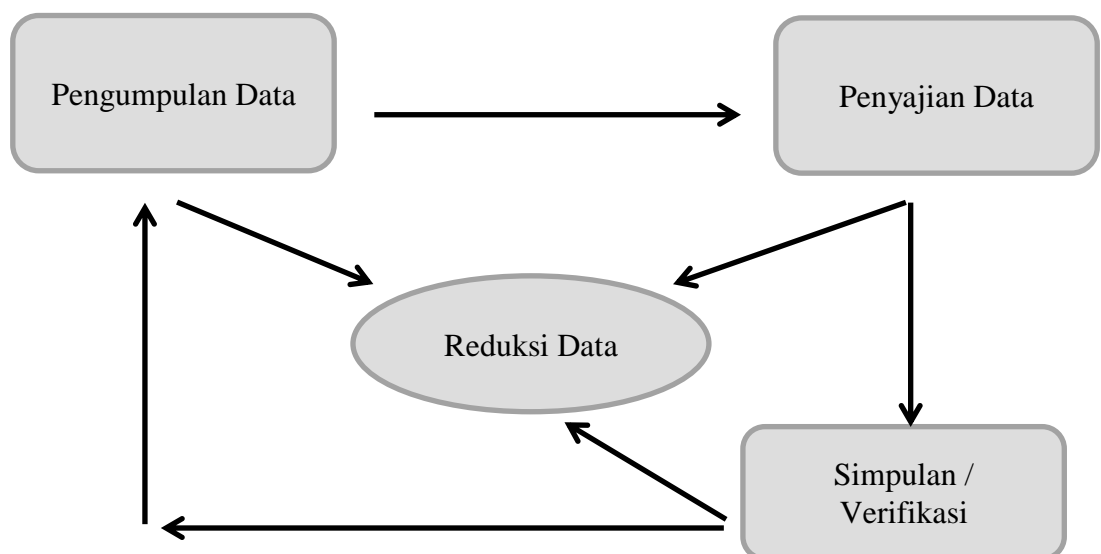 Pengumpulan Data
Penyajian Data
Reduksi Data
Simpulan /
Verifikasi